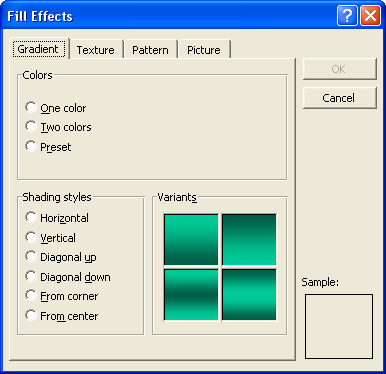 Fill Effects
Gradient Texture Pattern Picture
OK
Cancel
Colors
One color
Two colors
Preset
Shading styles
Horizontal
Vertical
Diagonal up
Diagonal down
From corner
From center
Variants
Sample: